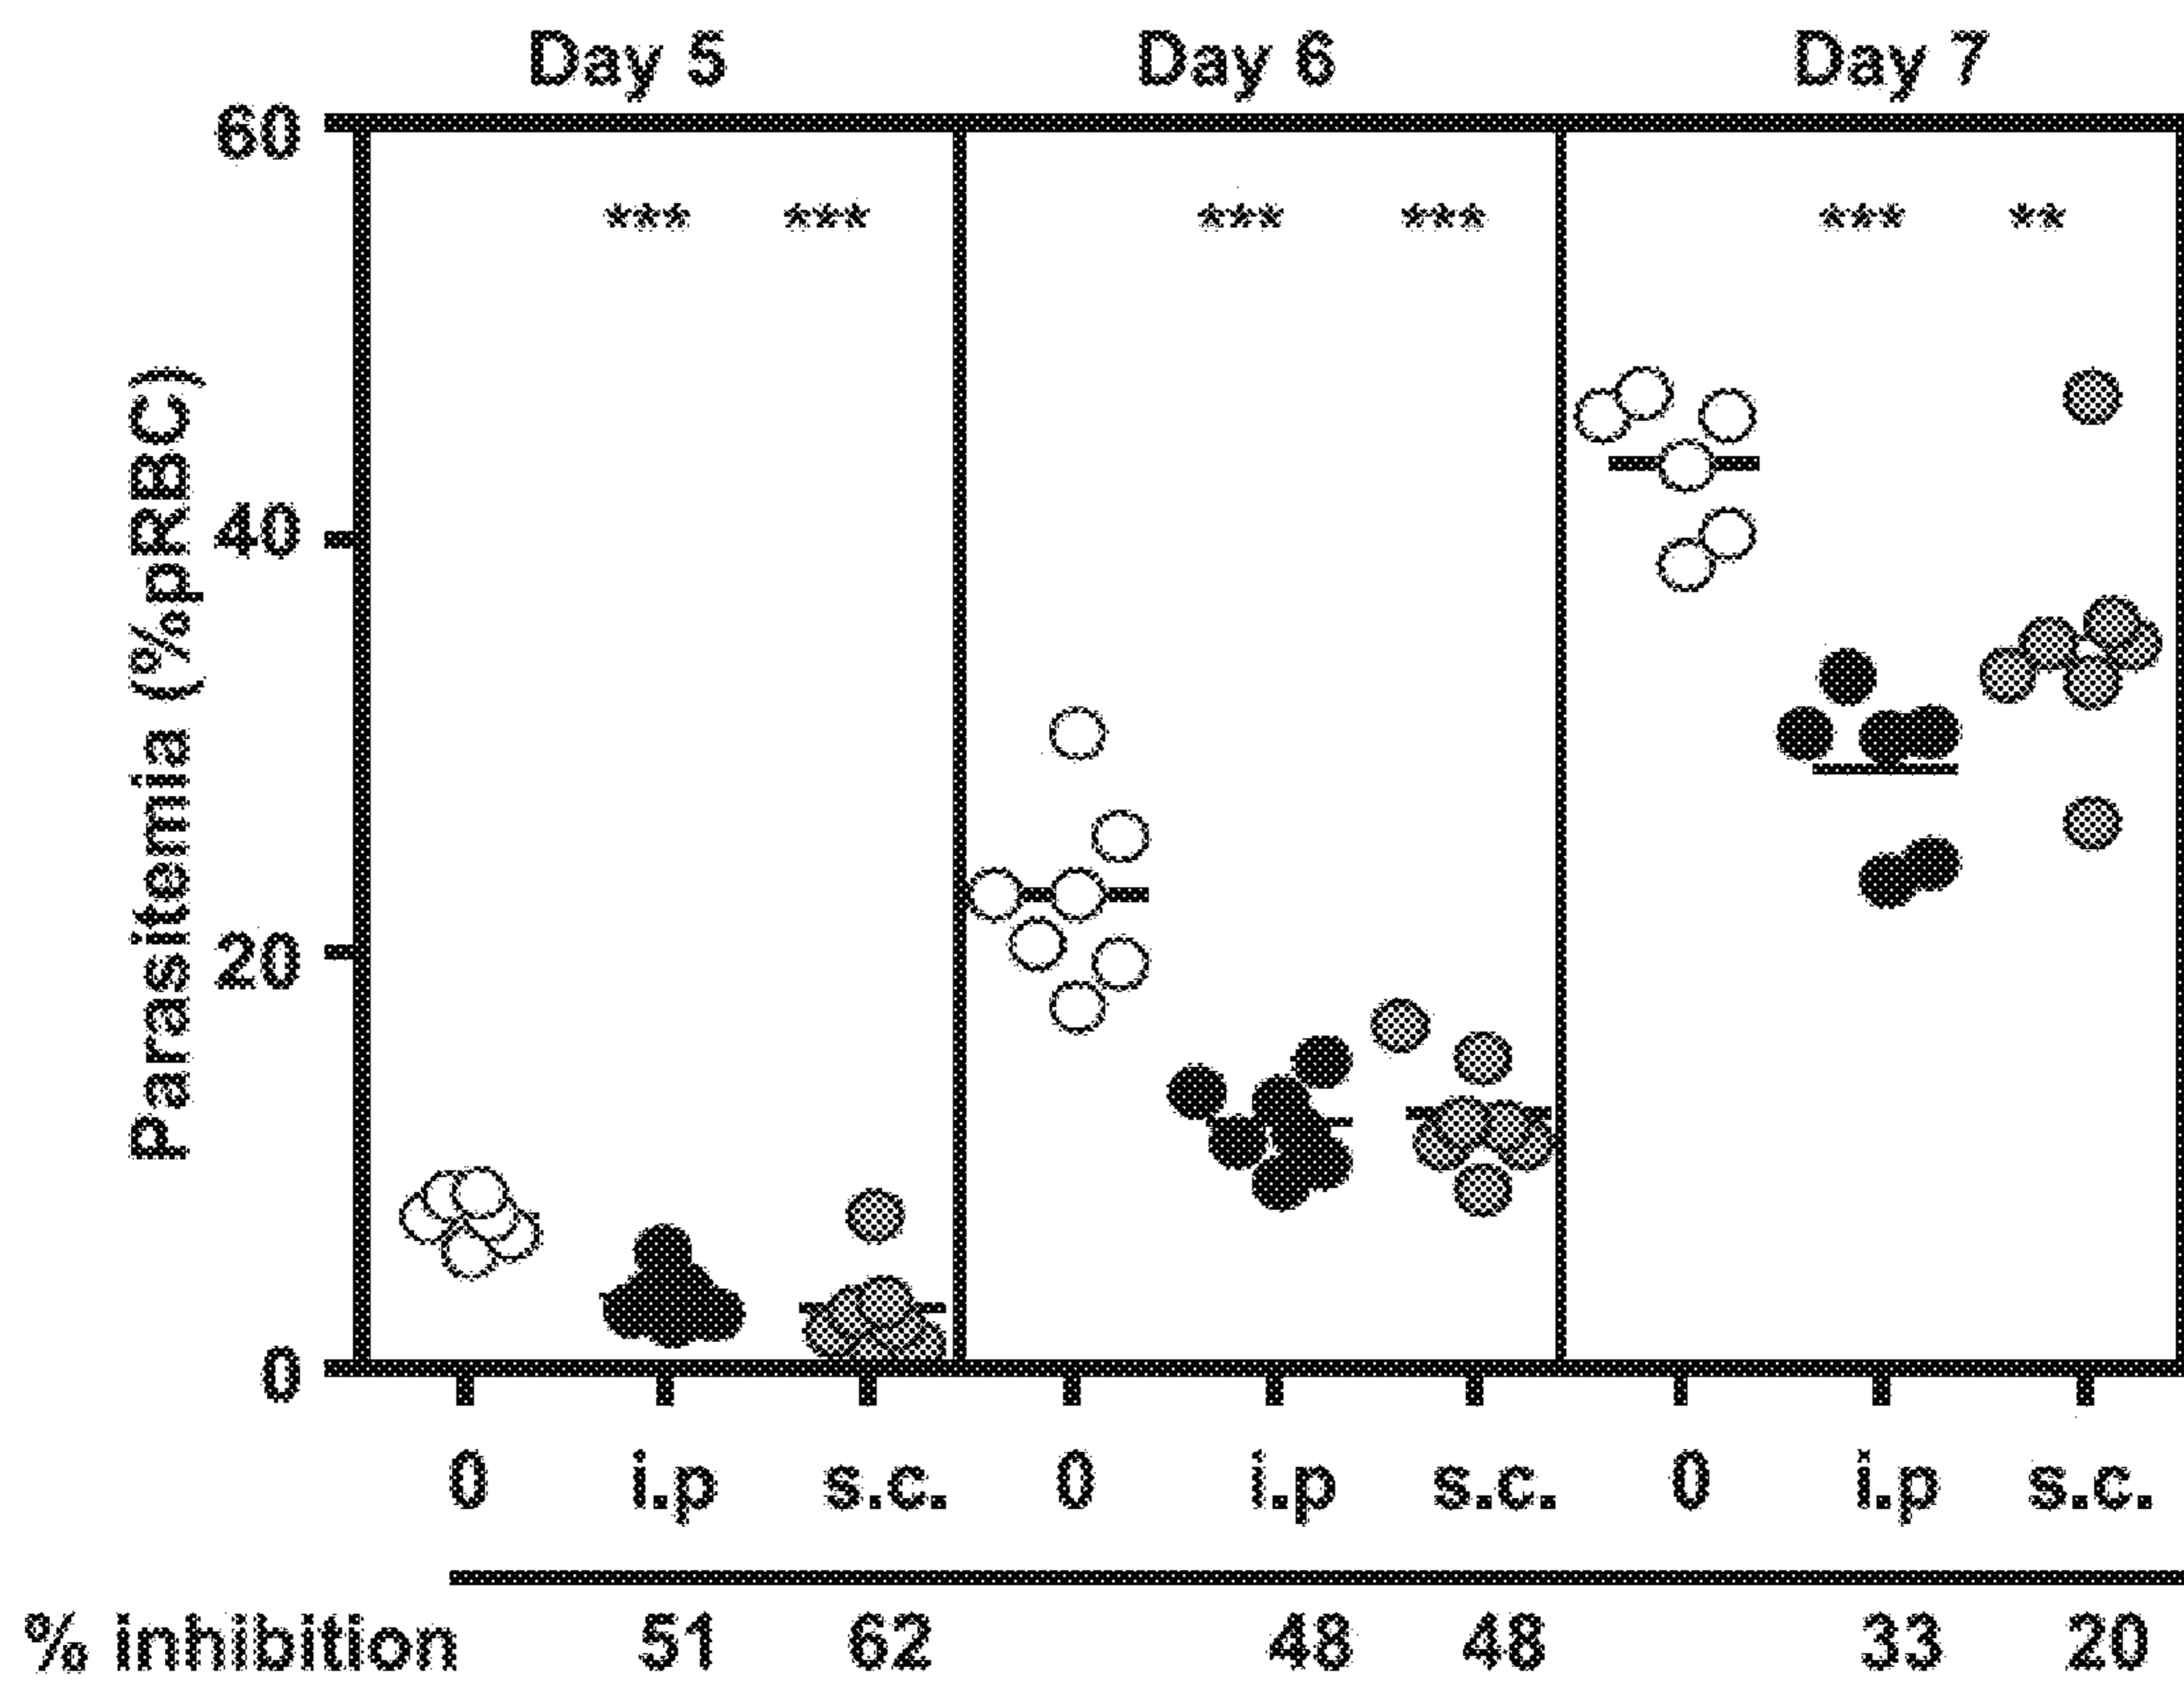 Day 5 Day 6 Day 7
60
*** *** *** *** *** **
40
20
0
Parasitemia (%pRBC)
0 i.p s.c. 0 i.p s.c. 0 i.p s.c.
% inhibition 51 62 48 48 33 20